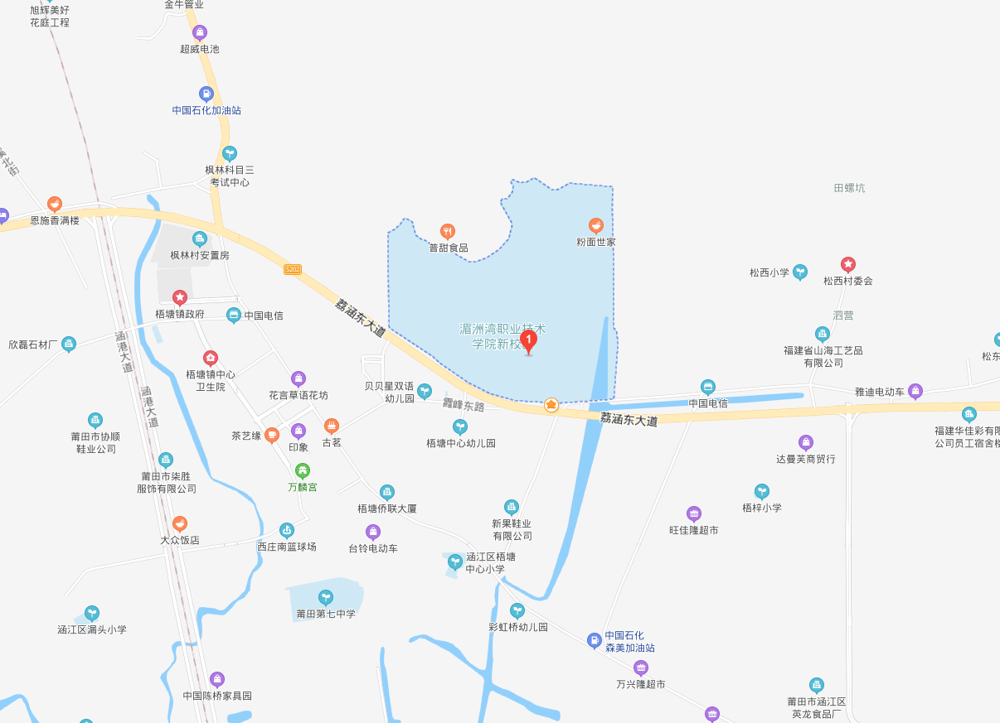 旭辉美好
花庭工程
金牛管业
超威电池
中国石化加油站
枫林科目三
考试中心
北街
恩施香满楼
田螺坑
普甜食品
粉面世家
枫林村安置房
S202
松西小学
松西村委会
梧塘镇政府
中国电信
荔涵东大道
泗营
湄洲湾职业技术
学院新校区
1
欣磊石材厂
涵港大道
福建省山海工艺品
有限公司
松东
梧塘镇中心
卫生院
花言草语花坊
贝贝星双语
幼儿园
涵港大道
霞峰东路
中国电信
雅迪电动车
荔涵东大道
莆田市协顺
鞋业公司
茶艺缘
印象
古茗
梧塘中心幼儿园
福建华佳彩有限
公司员工宿舍楼
达曼芙商贸行
莆田市柒胜
服饰有限公司
万麟宫
梧塘侨联大厦
新果鞋业
有限公司
梧梓小学
旺佳隆超市
大众饭店
西庄南篮球场
台铃电动车
涵江区梧塘
中心小学
莆田第七中学
涵江区漏头小学
彩虹桥幼儿园
中国石化
森美加油站
万兴隆超市
中国陈桥家具园
莆田市涵江区
英龙食品厂